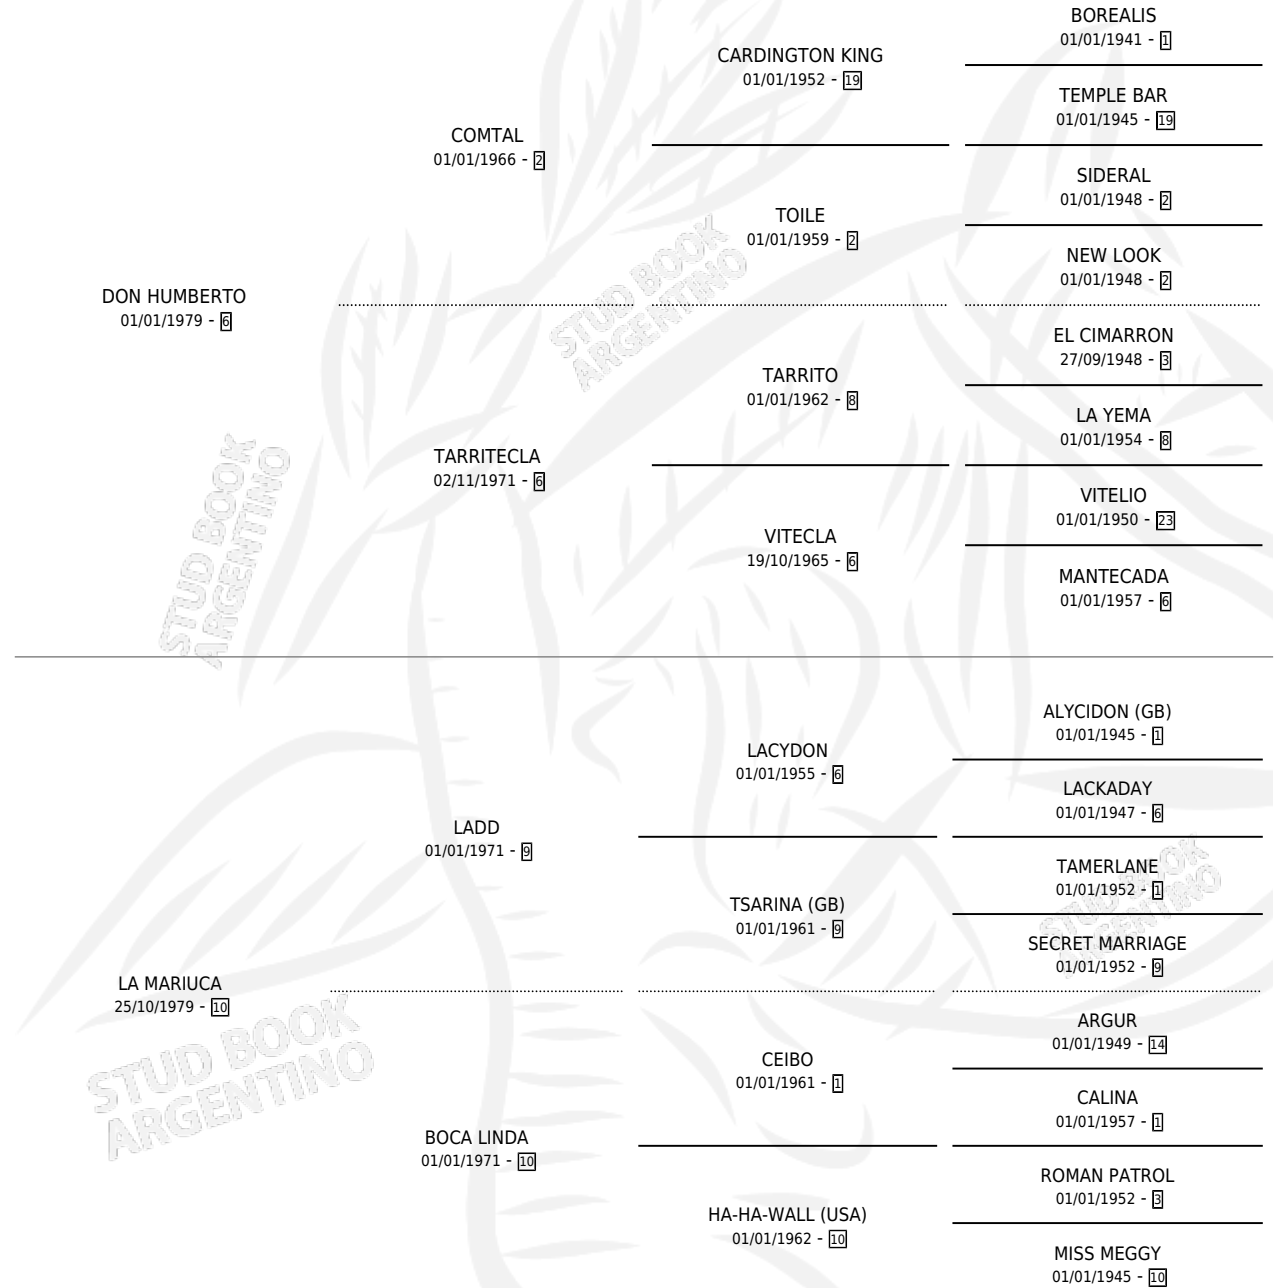 BOREALIS
01/01/1941 - 1
CARDINGTON KING
01/01/1952 - 19
TEMPLE BAR
01/01/1945 - 19
COMTAL
01/01/1966 - 2
SIDERAL
01/01/1948 - 2
TOILE
01/01/1959 - 2
NEW LOOK
01/01/1948 - 2
DON HUMBERTO
01/01/1979 - 6
EL CIMARRON
27/09/1948 - 3
TARRITO
01/01/1962 - 8
LA YEMA
01/01/1954 - 8
TARRITECLA
02/11/1971 - 6
VITELIO
01/01/1950 - 23
VITECLA
19/10/1965 - 6
MANTECADA
01/01/1957 - 6
ALYCIDON (GB)
01/01/1945 - 1
LACYDON
01/01/1955 - 6
LACKADAY
01/01/1947 - 6
LADD
01/01/1971 - 9
TAMERLANE
01/01/1952 - 1
TSARINA (GB)
01/01/1961 - 9
SECRET MARRIAGE
01/01/1952 - 9
LA MARIUCA
25/10/1979 - 10
ARGUR
01/01/1949 - 14
CEIBO
01/01/1961 - 1
CALINA
01/01/1957 - 1
BOCA LINDA
01/01/1971 - 10
ROMAN PATROL
01/01/1952 - 3
HA-HA-WALL (USA)
01/01/1962 - 10
MISS MEGGY
01/01/1945 - 10
STUD BOOK
ARGENTINO
STUD BOOK
ARGENTINO
STUD BOOK
ARGENTINO
STUD BOOK
ARGENTINO